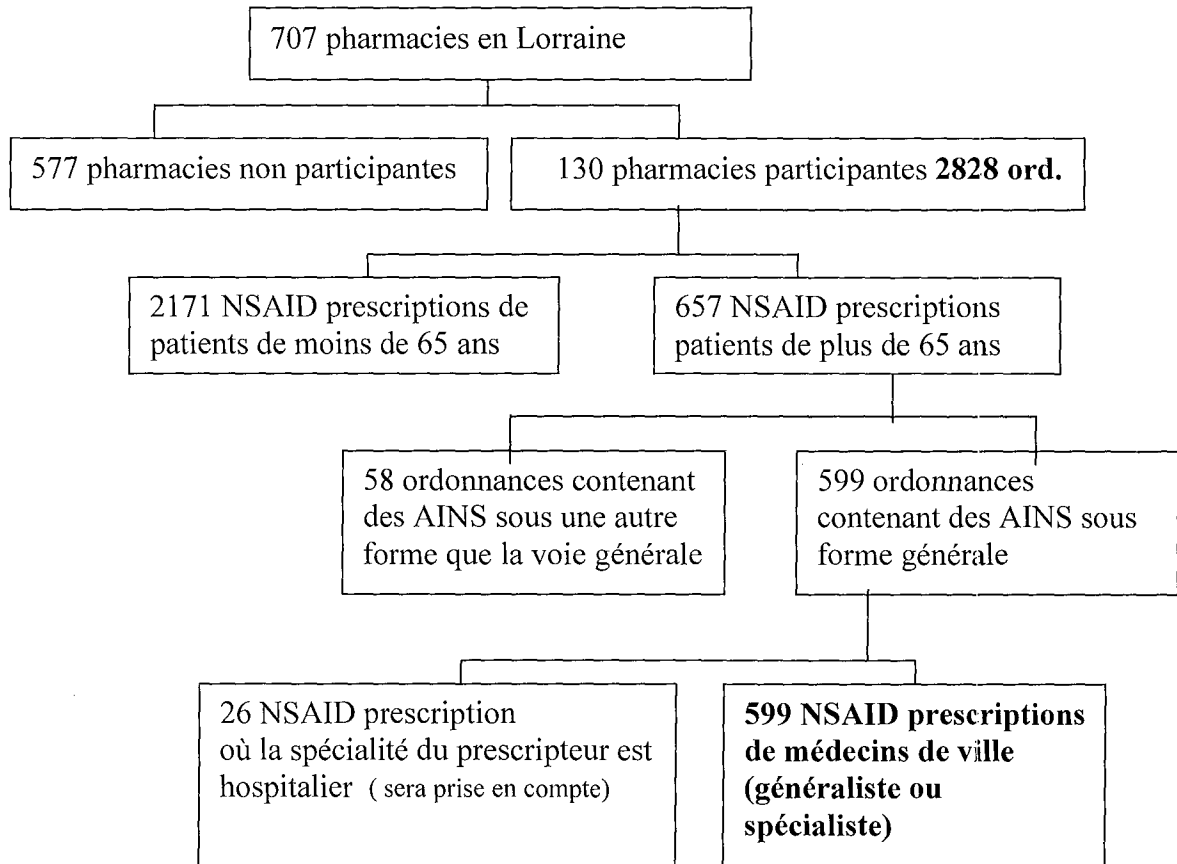 707 pharmacies en Lorraine
577 pharmacies non participantes
130 pharmacies participantes 2828 ord.
2171 NSAID prescriptions de
patients de moins de 65 ans
657 NSAID prescriptions
patients de plus de 65 ans
58 ordonnances contenant
des AINS sous une autre
forme que la voie générale
599 ordonnances
contenant des AINS sous
forme générale
26 NSAID prescription
où la spécialité du prescripteur est
hospitalier ( sera prise en compte)
599 NSAID prescriptions
de médecins de ville
(généraliste ou
spécialiste)